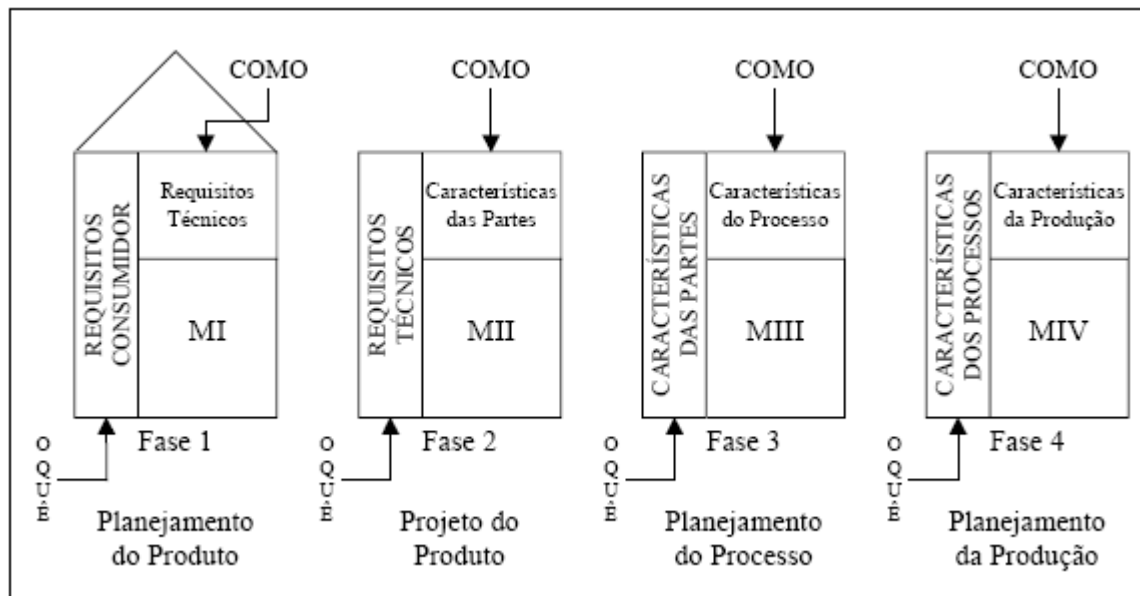 COMO
REQUISITOS
CONSUMIDOR
Requisitos
Técnicos
MI
O QUÊ
Fase 1
Planejamento
do Produto
COMO
REQUISITOS
TÉCNICOS
Características
das Partes
MII
O QUÊ
Fase 2
Projeto do
Produto
COMO
CARACTERÍSTICAS
DAS PARTES
Características
do Processo
MIII
O QUÊ
Fase 3
Planejamento
do Processo
COMO
CARACTERÍSTICAS
DOS PROCESSOS
Características
da Produção
MIV
O QUÊ
Fase 4
Planejamento
da Produção